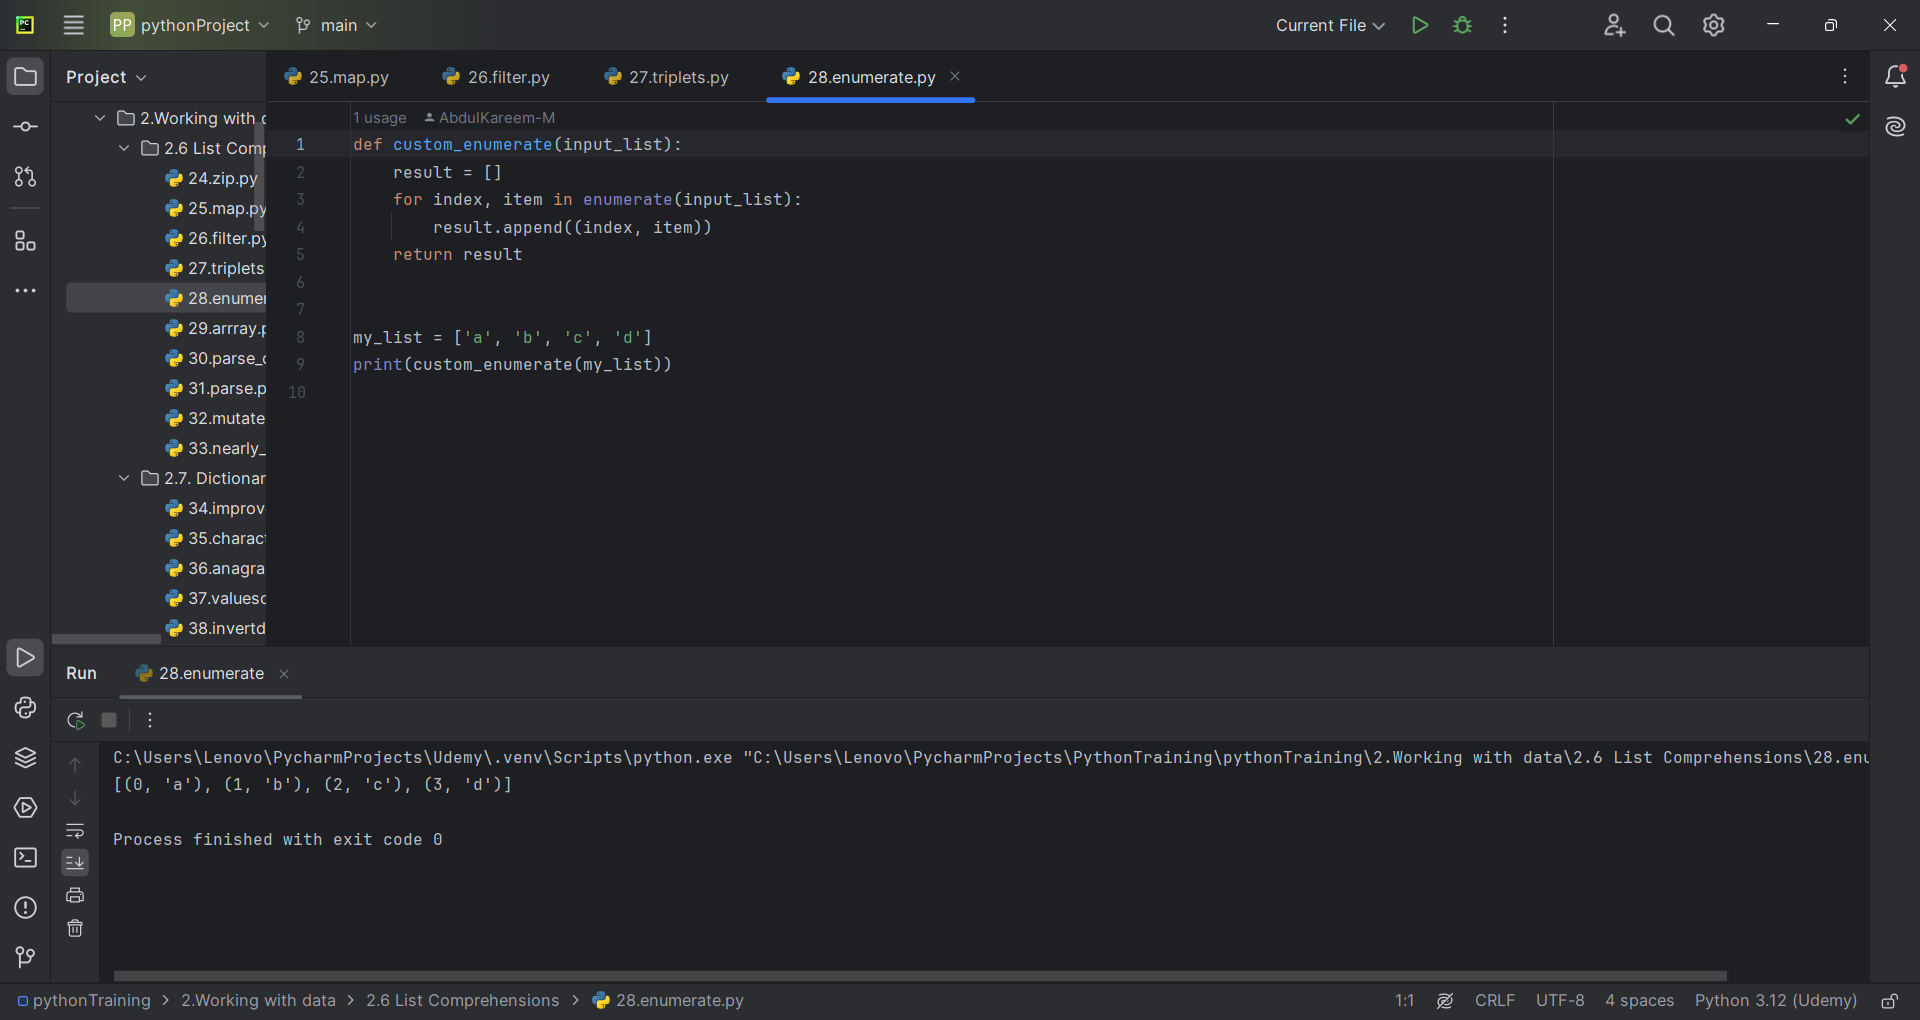 PC
PP pythonProject
main
Current File
Project
25.map.py
26.filter.py
27.triplets.py
28.enumerate.py
2.Working with d
2.6 List Comp
24.zip.py
25.map.py
26.filter.py
27.triplets
28.enumer
29.arrray.p
30.parse_c
31.parse.p
32.mutate
33.nearly_
2.7. Dictionar
34.improv
35.charact
36.anagra
37.valuesc
38.invertd
1 usage AbdulKareem-M
1 def custom_enumerate(input_list):
2 result = []
3 for index, item in enumerate(input_list):
4 result.append((index, item))
5 return result
6
7
8 my_list = ['a', 'b', 'c', 'd']
9 print(custom_enumerate(my_list))
10
Run
28.enumerate
C:\Users\Lenovo\PycharmProjects\Udemy\.venv\Scripts\python.exe "C:\Users\Lenovo\PycharmProjects\PythonTraining\pythonTraining\2.Working with data\2.6 List Comprehensions\28.enu
[(0, 'a'), (1, 'b'), (2, 'c'), (3, 'd')]
Process finished with exit code 0
pythonTraining > 2.Working with data > 2.6 List Comprehensions > 28.enumerate.py
1:1 CRLF UTF-8 4 spaces Python 3.12 (Udemy)